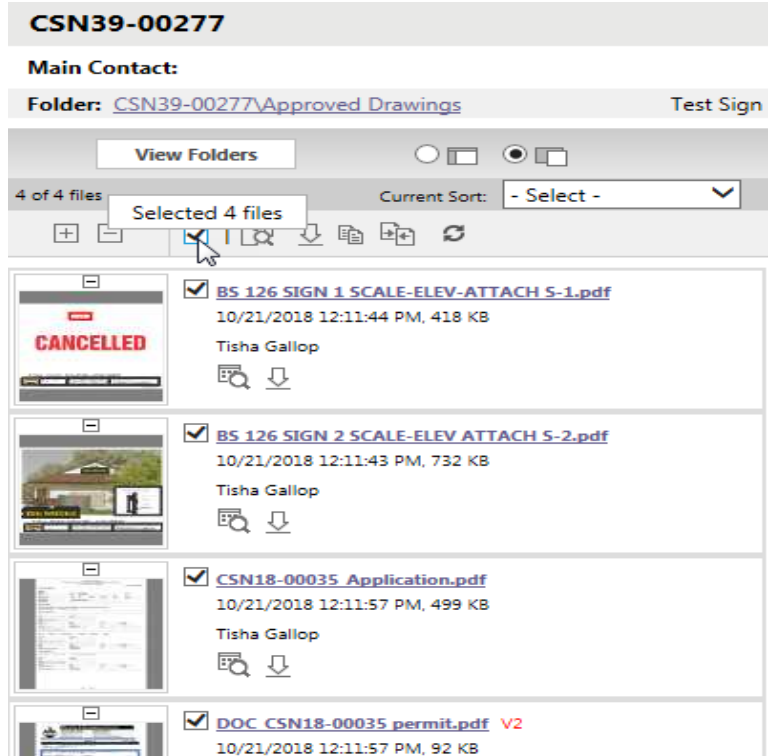 CSN39-00277
Main Contact:
Folder: CSN39-00277\Approved Drawings Test Sign
View Folders
4 of 4 files Current Sort: - Select -
Selected 4 files
BS 126 SIGN 1 SCALE-ELEV-ATTACH S-1.pdf
10/21/2018 12:11:44 PM, 418 KB
CANCELLED
Tisha Gallop
BS 126 SIGN 2 SCALE-ELEV ATTACH S-2.pdf
10/21/2018 12:11:43 PM, 732 KB
Tisha Gallop
CSN18-00035 Application.pdf
10/21/2018 12:11:57 PM, 499 KB
Tisha Gallop
DOC CSN18-00035 permit.pdf V2
10/21/2018 12:11:57 PM, 92 KB